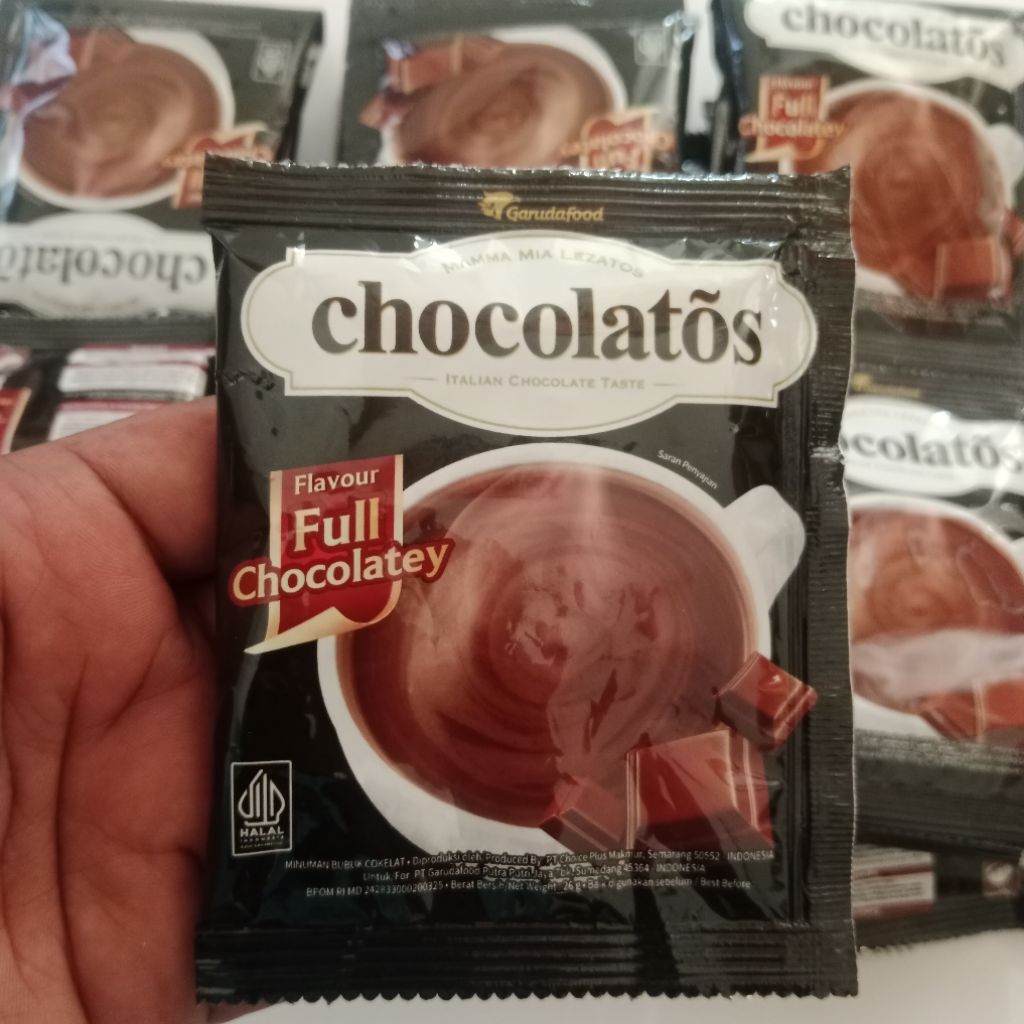 chocolatõs
Flavour
Full
Chocolatey
Garudafood
MAMMA MIA LEZATOS
chocolatõs
ITALIAN CHOCOLATE TASTE
Saran Penyajian
Flavour
Full
Chocolatey
HALAL
INDONESIA
MINUMAN BUBUK COKELAT • Diproduksi oleh/Produced By: PT Choice Plus Makmur, Semarang 50552 - INDONESIA
Untuk/For: PT Garudafood Putra Putri Jaya Tbk, Sumedang 45364 - INDONESIA
BPOM RI MD 242833000200325 • Berat Bersih/Net Weight: 26 g • Baik digunakan sebelum / Best Before
chocolatõs
ocolatõs